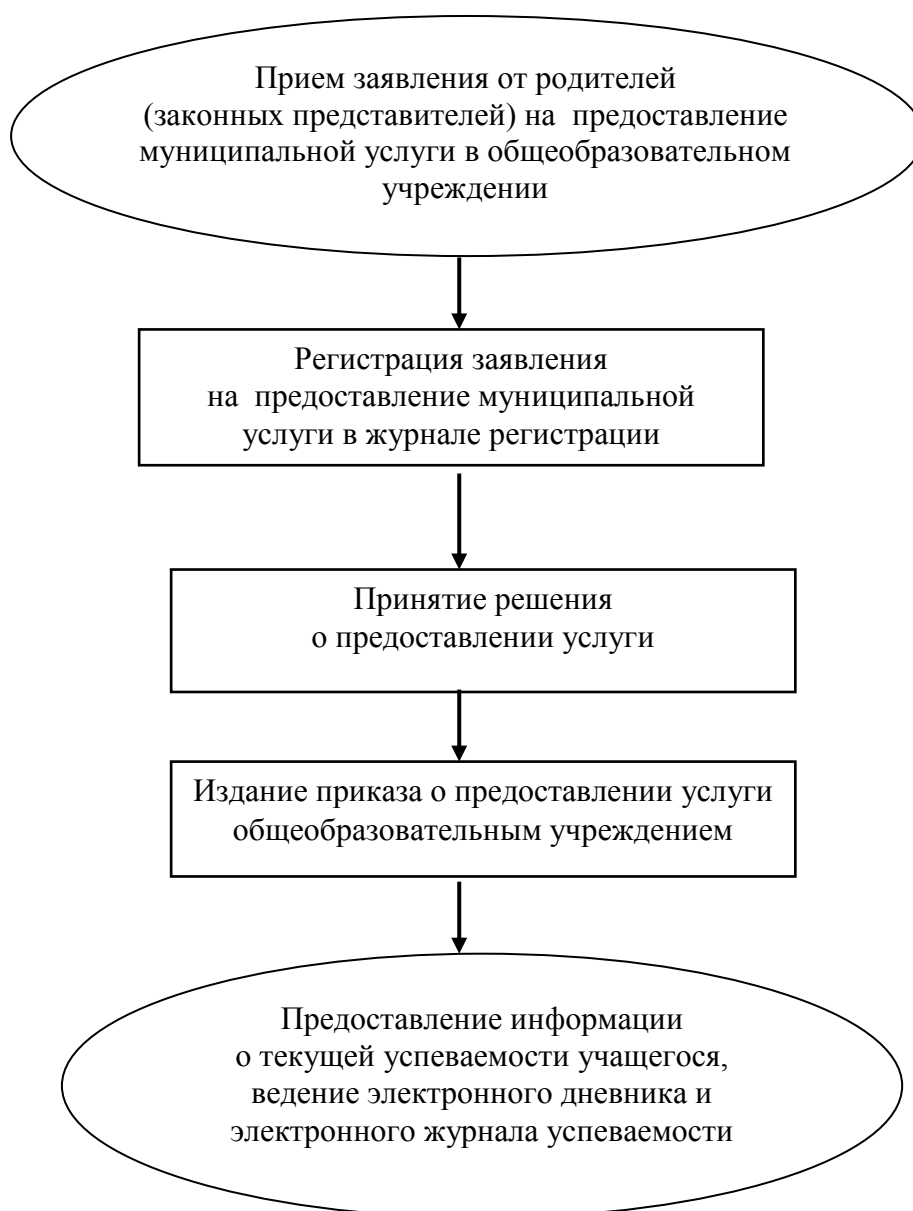 Прием заявления от родителей
(законных представителей) на  предоставление
муниципальной услуги в общеобразовательном
учреждении
Регистрация заявления
на  предоставление муниципальной
услуги в журнале регистрации
Принятие решения
о предоставлении услуги
Издание приказа о предоставлении услуги
общеобразовательным учреждением
Предоставление информации
о текущей успеваемости учащегося,
ведение электронного дневника и
электронного журнала успеваемости